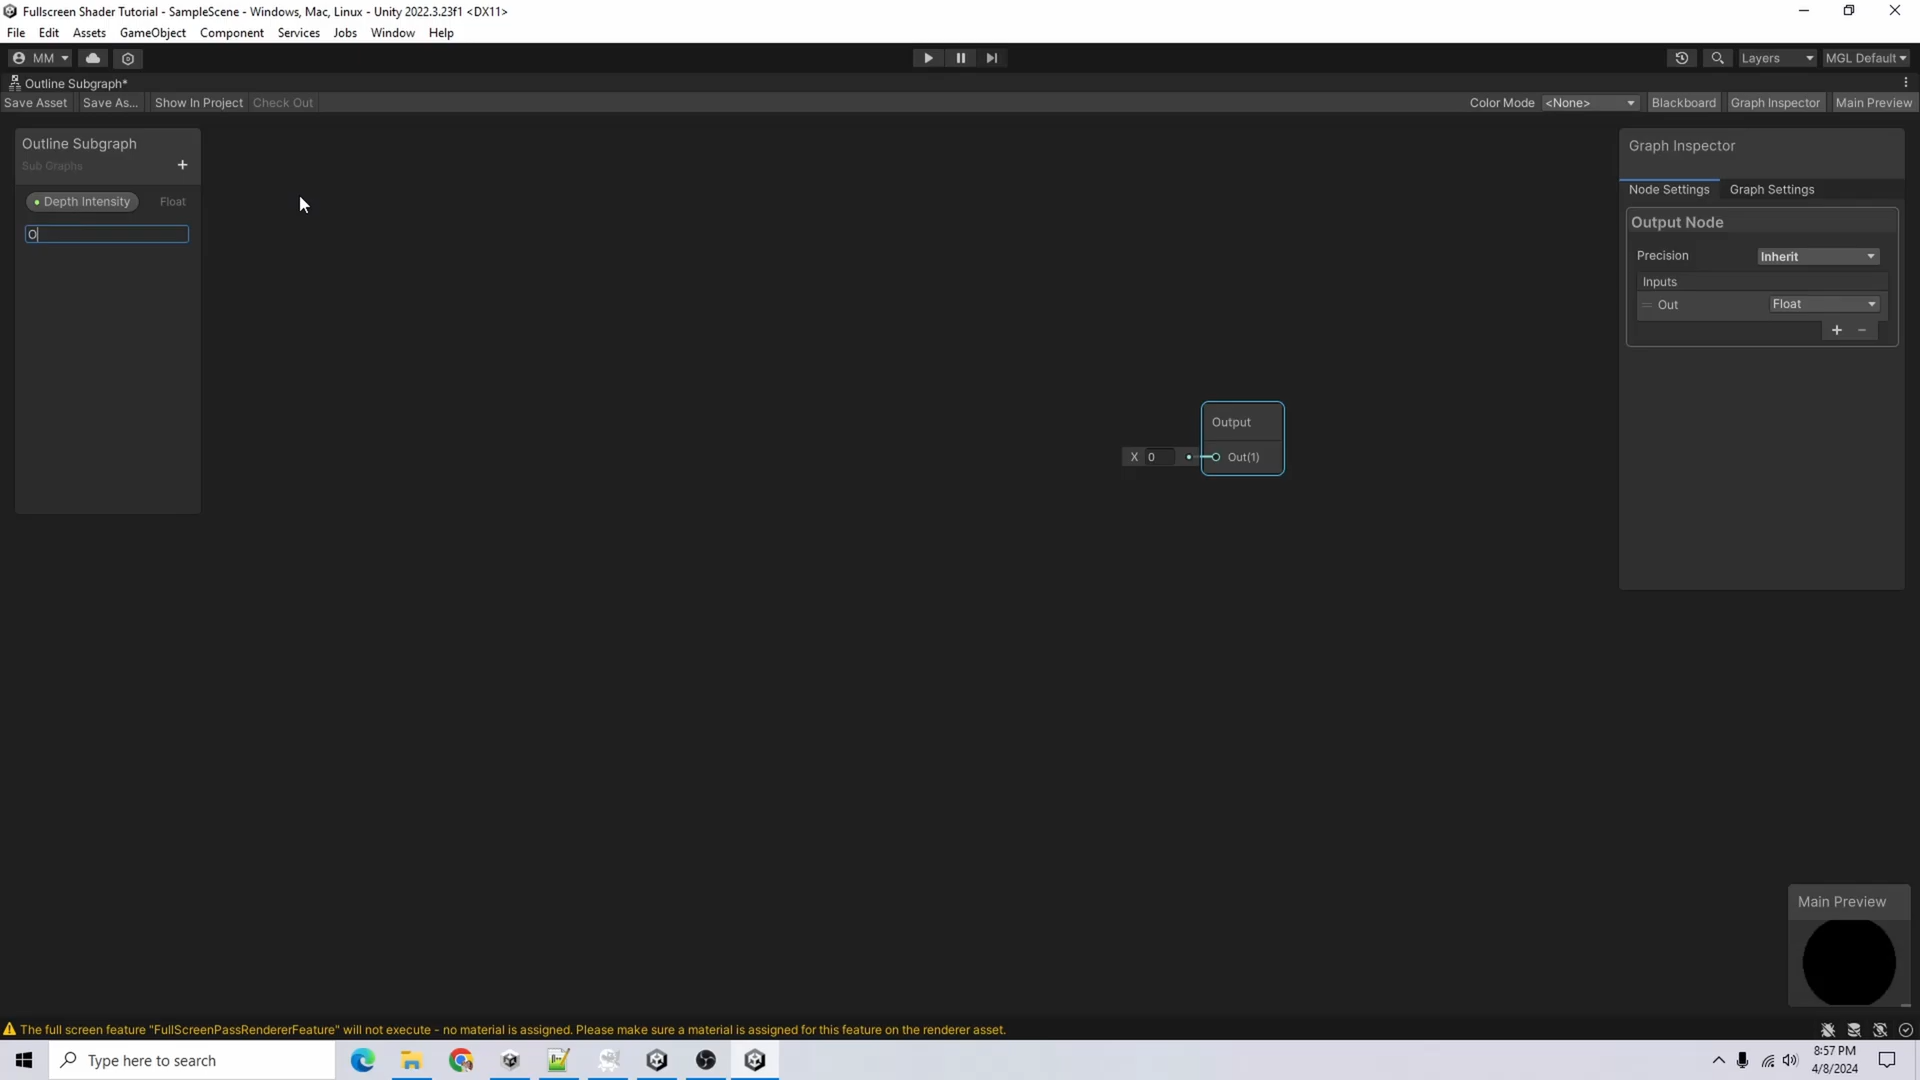 Fullscreen Shader Tutorial - SampleScene - Windows, Mac, Linux - Unity 2022.3.23f1 <DX11>
File Edit Assets GameObject Component Services Jobs Window Help
MM Layers MGL Default
Outline Subgraph*
Save Asset Save As... Show In Project Check Out Color Mode <None> Blackboard Graph Inspector Main Preview
Outline Subgraph
Sub Graphs +
Depth Intensity Float
O
Graph Inspector
Node Settings Graph Settings
Output Node
Precision Inherit
Inputs
Out Float
+ −
Output
X 0 Out(1)
Main Preview
The full screen feature "FullScreenPassRendererFeature" will not execute - no material is assigned. Please make sure a material is assigned for this feature on the renderer asset.
Type here to search
8:57 PM
4/8/2024